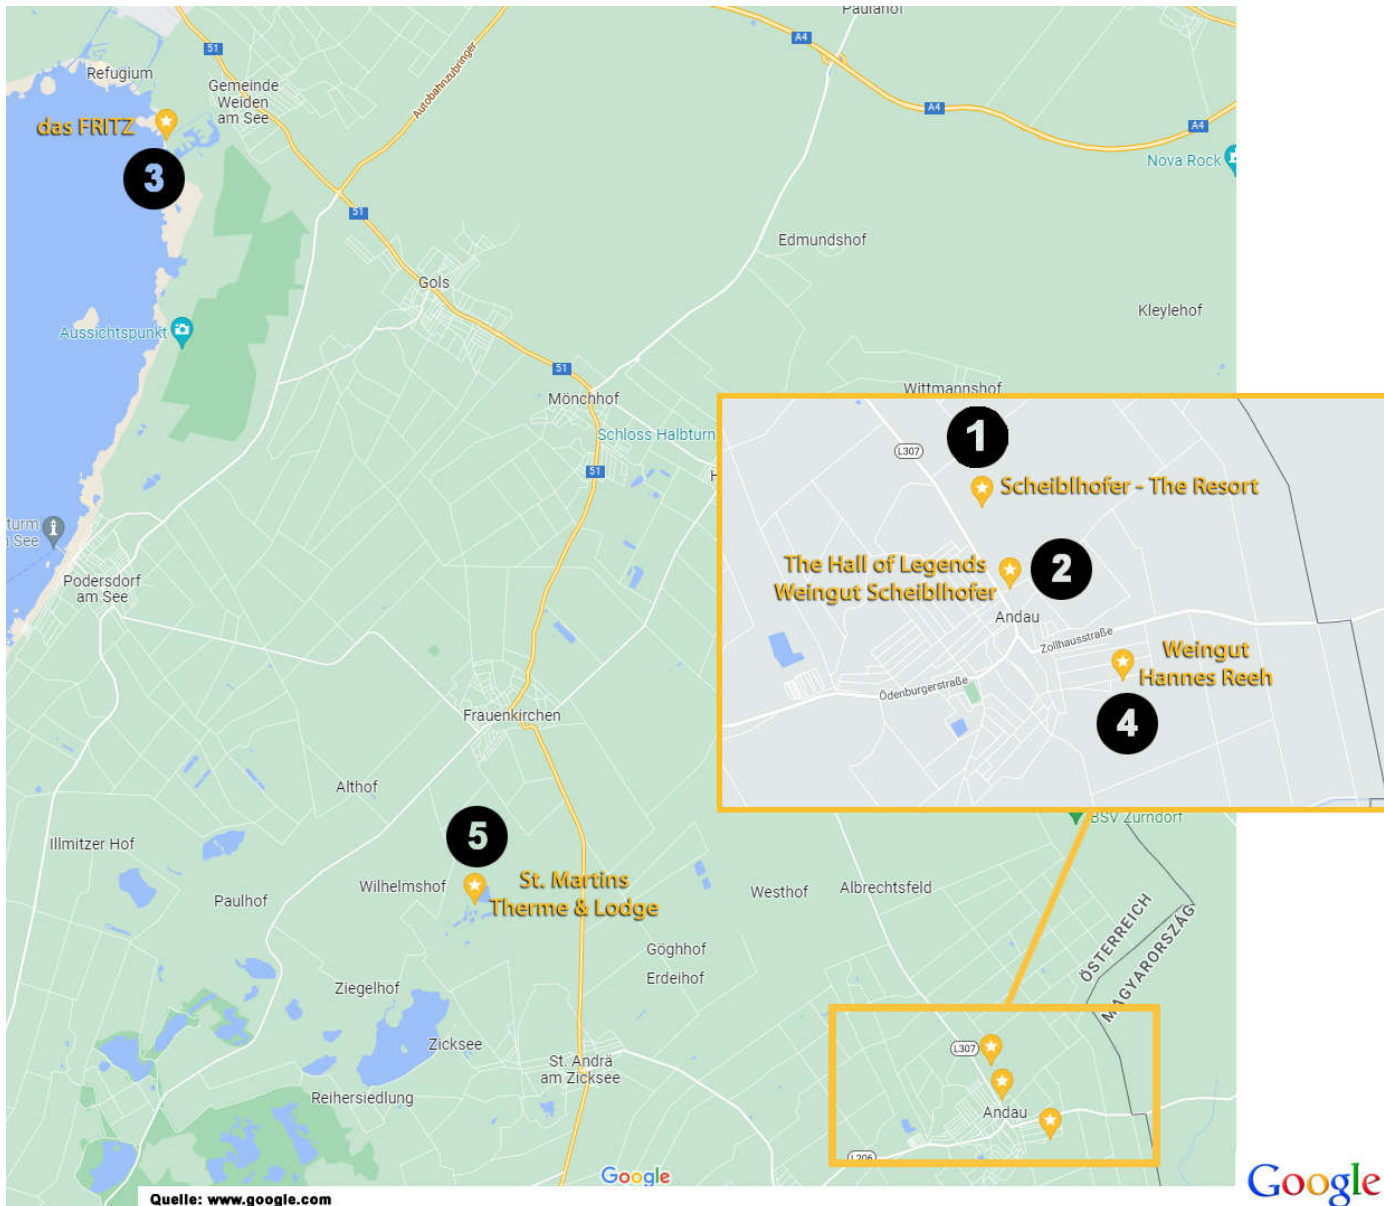 Paulahof
A4
51
Refugium
Gemeinde
Weiden
am See
Autobahnzubringer
A4
das FRITZ
A4
3
Nova Rock
51
Edmundshof
Gols
Kleylehof
Aussichtspunkt
51
Wittmannshof
Mönchhof
Schloss Halbturn
51
H
1
L307
Scheiblhofer - The Resort
The Hall of Legends
Weingut Scheiblhofer
2
Andau
Zollhausstraße
Weingut
Hannes Reeh
Ödenburgerstraße
4
turm
See
Podersdorf
am See
Frauenkirchen
Althof
BSV Zurndorf
Illmitzer Hof
5
Wilhelmshof
St. Martins
Therme & Lodge
Paulhof
Westhof
Albrechtsfeld
ÖSTERREICH
MAGYARORSZÁG
Göghhof
Erdeihof
Ziegelhof
Zicksee
St. Andrä
am Zicksee
L307
Reihersiedlung
Andau
L206
Google
Google
Quelle: www.google.com